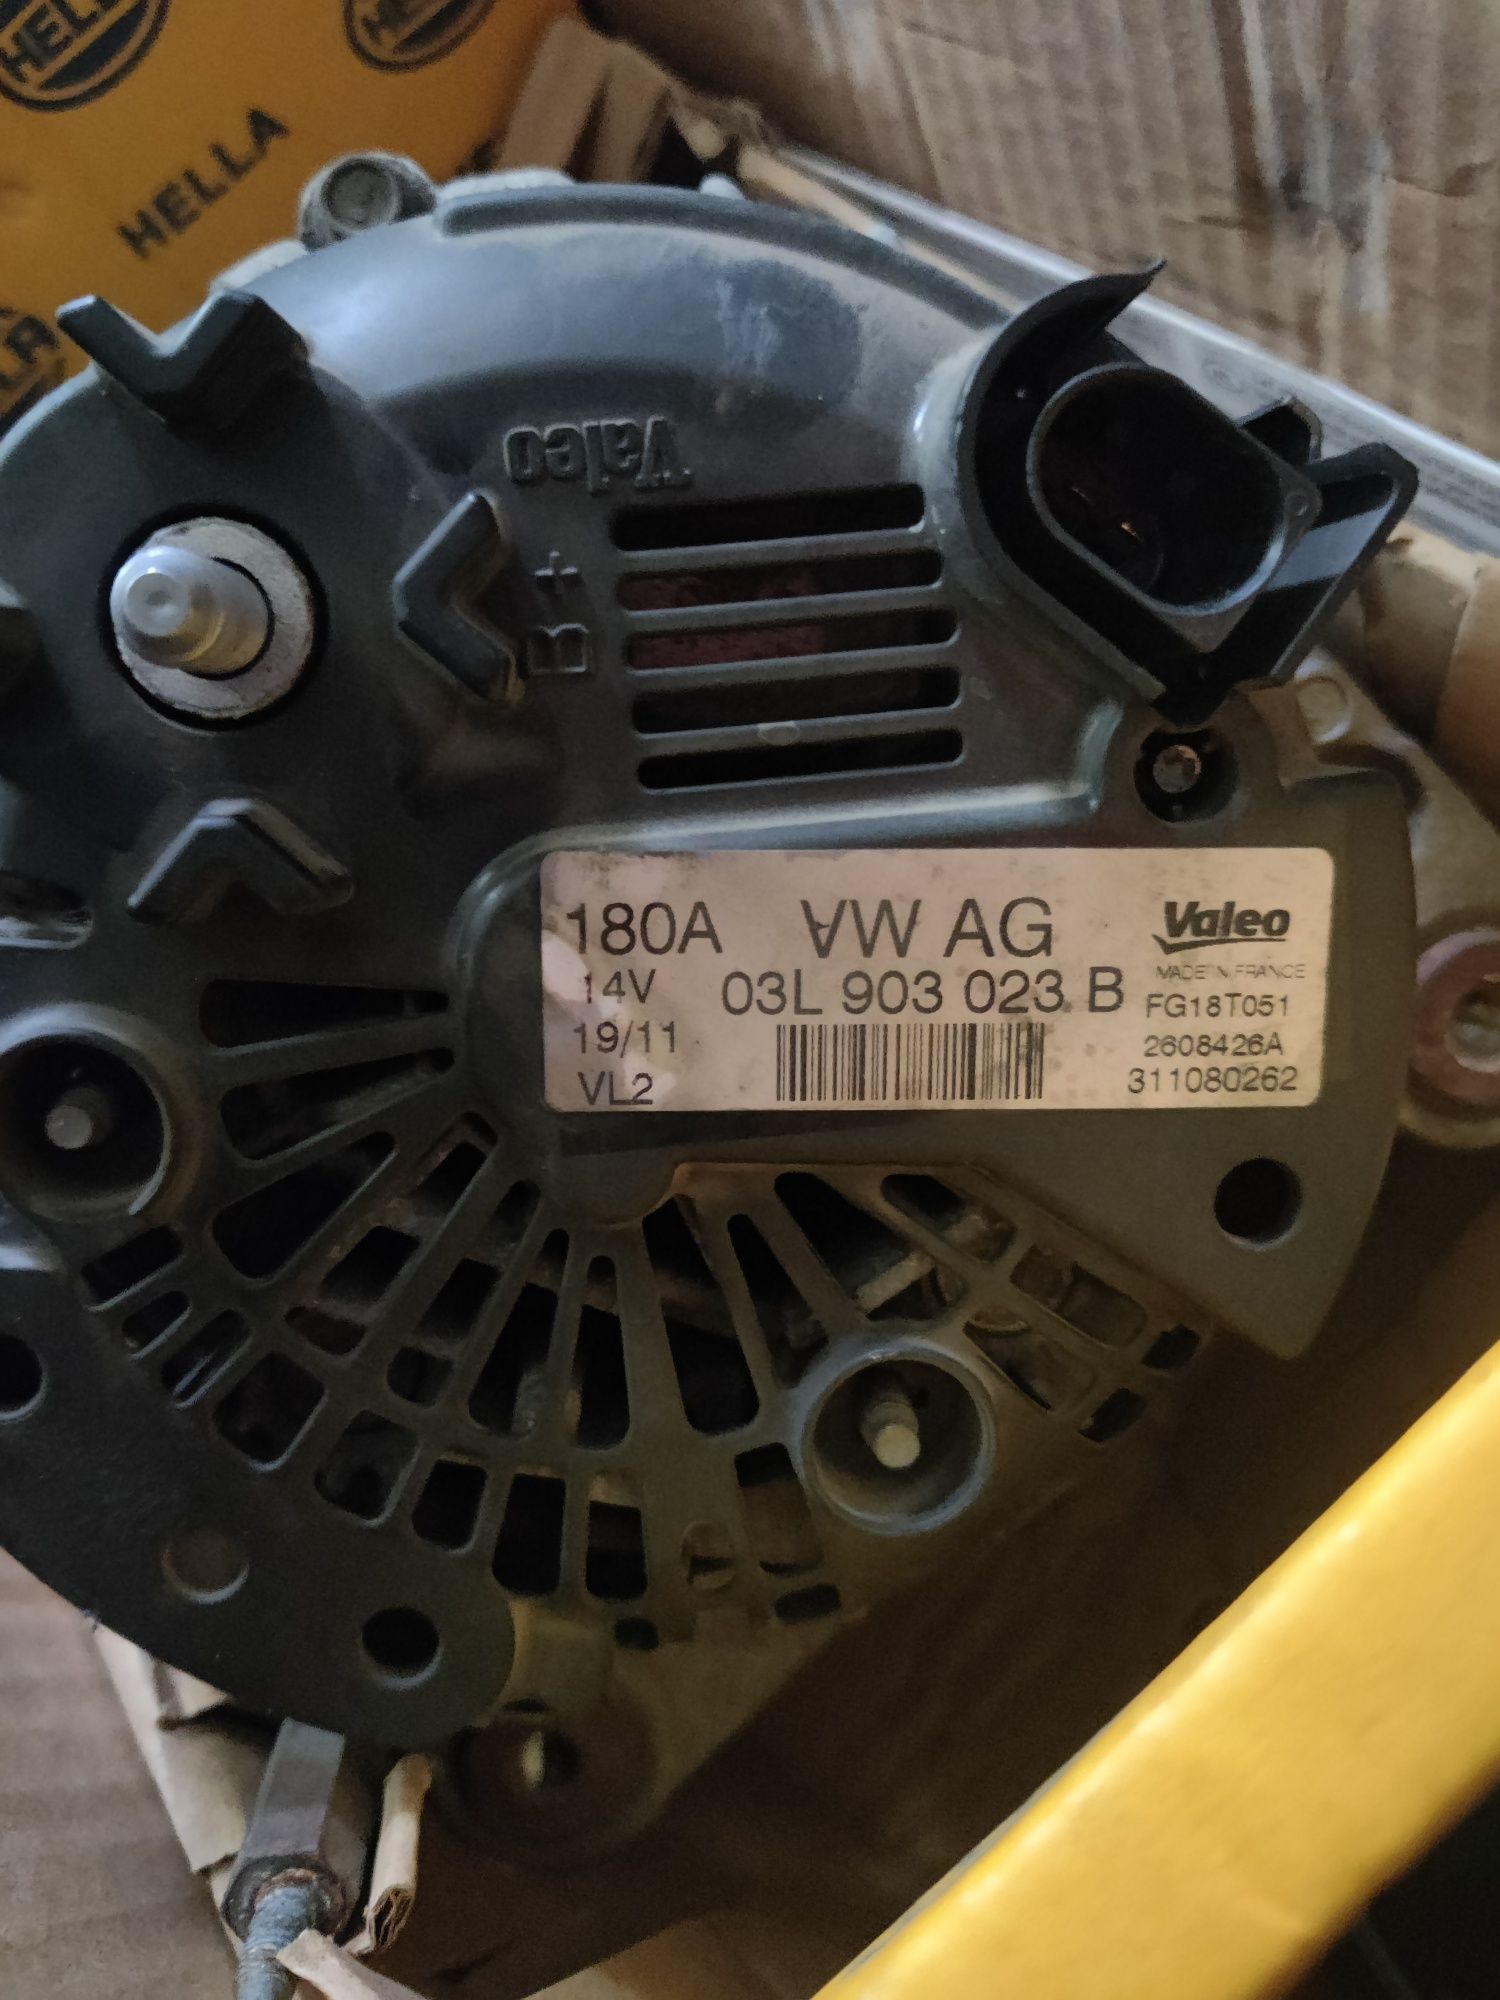 HELLA
HELLA
HELLA
Valeo
B+
180A VW AG Valeo
MADE IN FRANCE
14V 03L 903 023 B FG18T051
19/11 2608426A
VL2 311080262